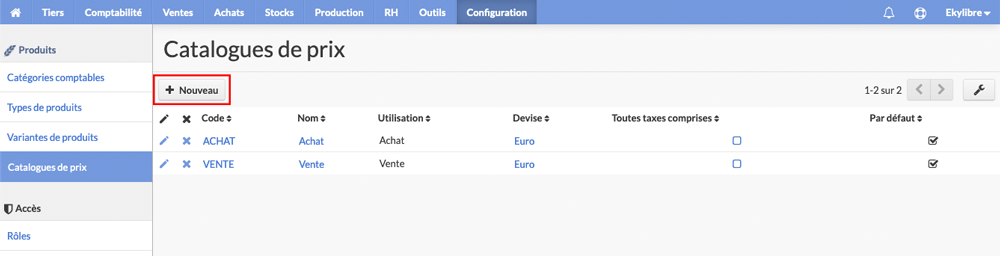 Tiers Comptabilité Ventes Achats Stocks Production RH Outils Configuration Ekylibre
Produits
Catégories comptables
Types de produits
Variantes de produits
Catalogues de prix
Accès
Rôles
Catalogues de prix
Nouveau
1-2 sur 2
Code Nom Utilisation Devise Toutes taxes comprises Par défaut
ACHAT Achat Achat Euro
VENTE Vente Vente Euro